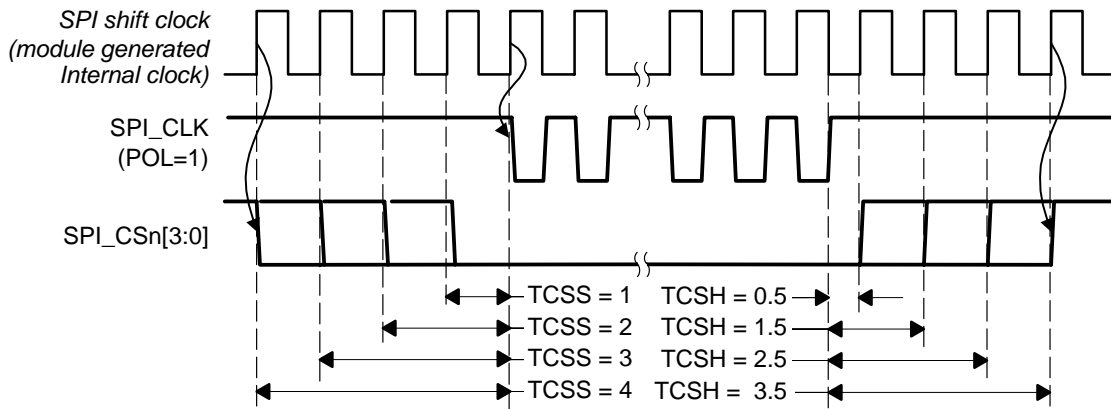 SPI shift clock
(module generated
Internal clock)
SPI_CLK
(POL=1)
SPI_CSn[3:0]
TCSS = 1 TCSH = 0.5
TCSS = 2 TCSH = 1.5
TCSS = 3 TCSH = 2.5
TCSS = 4 TCSH = 3.5